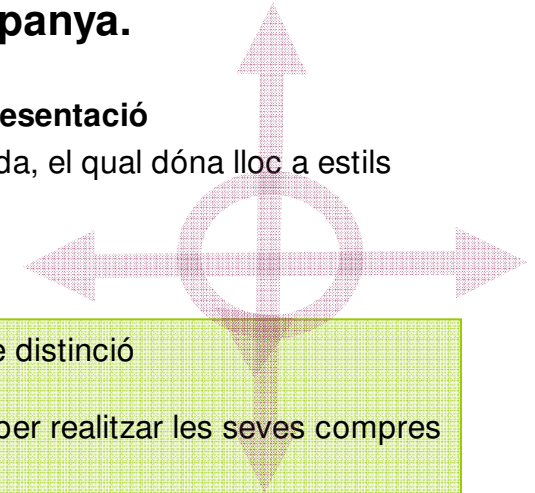 panya.
esentació
da, el qual dóna lloc a estils
e distinció
per realitzar les seves compres